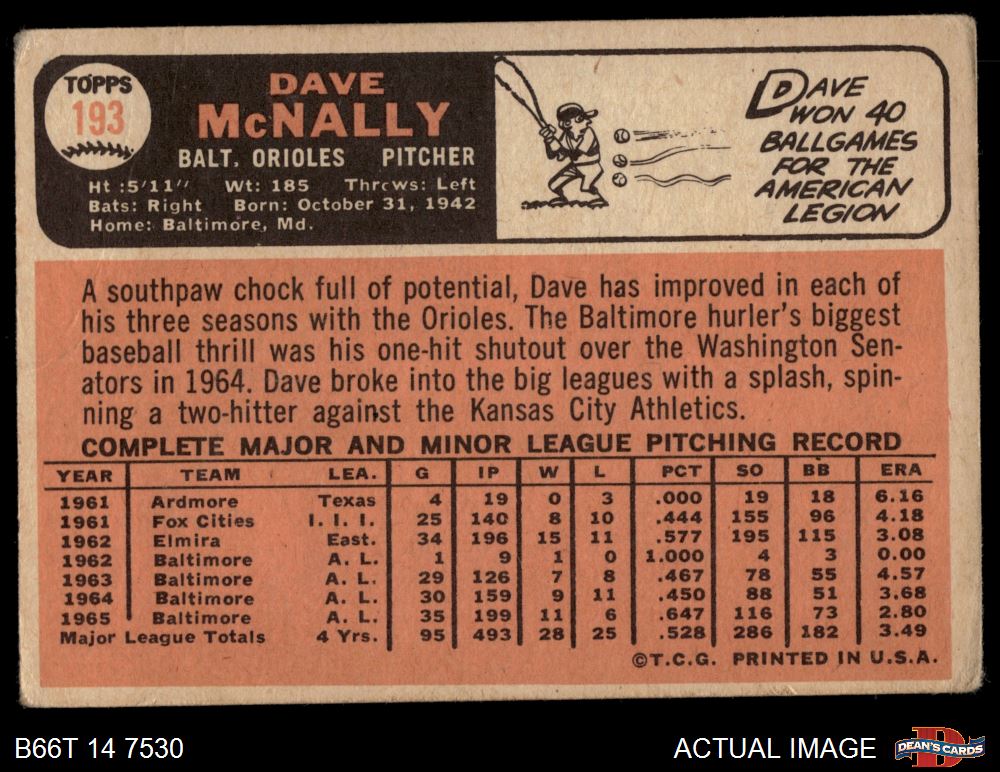 TOPPS
193
DAVE
McNALLY
BALT. ORIOLES PITCHER
Ht :5'11" Wt: 185 Throws: Left
Bats: Right Born: October 31, 1942
Home: Baltimore, Md.
DAVE
WON 40
BALLGAMES
FOR THE
AMERICAN
LEGION
A southpaw chock full of potential, Dave has improved in each of
his three seasons with the Orioles. The Baltimore hurler's biggest
baseball thrill was his one-hit shutout over the Washington Sen-
ators in 1964. Dave broke into the big leagues with a splash, spin-
ning a two-hitter against the Kansas City Athletics.
COMPLETE MAJOR AND MINOR LEAGUE PITCHING RECORD
YEAR TEAM LEA. G IP W L PCT SO BB ERA
1961 Ardmore Texas 4 19 0 3 .000 19 18 6.16
1961 Fox Cities I. I. I. 25 140 8 10 .444 155 96 4.18
1962 Elmira East. 34 196 15 11 .577 195 115 3.08
1962 Baltimore A. L. 1 9 1 0 1.000 4 3 0.00
1963 Baltimore A. L. 29 126 7 8 .467 78 55 4.57
1964 Baltimore A. L. 30 159 9 11 .450 88 51 3.68
1965 Baltimore A. L. 35 199 11 6 .647 116 73 2.80
Major League Totals 4 Yrs. 95 493 28 25 .528 286 182 3.49
©T.C.G. PRINTED IN U.S.A.
B66T 14 7530
ACTUAL IMAGE
DEAN'S CARDS